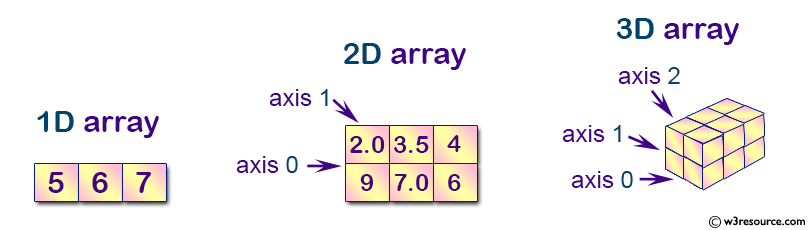 1D array
5 6 7
2D array
axis 1
axis 0
2.0 3.5 4
9 7.0 6
3D array
axis 2
axis 1
axis 0
© w3resource.com